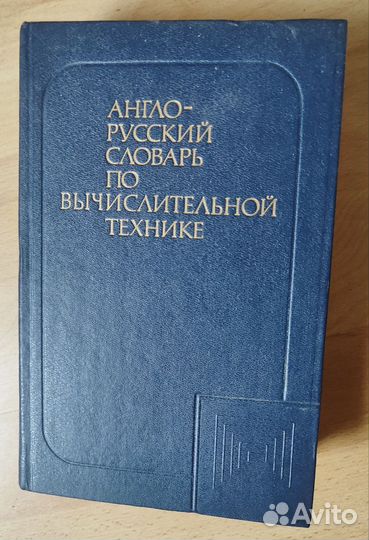 АНГЛО-
РУССКИЙ
СЛОВАРЬ
ПО
ВЫЧИСЛИТЕЛЬНОЙ
ТЕХНИКЕ
Avito